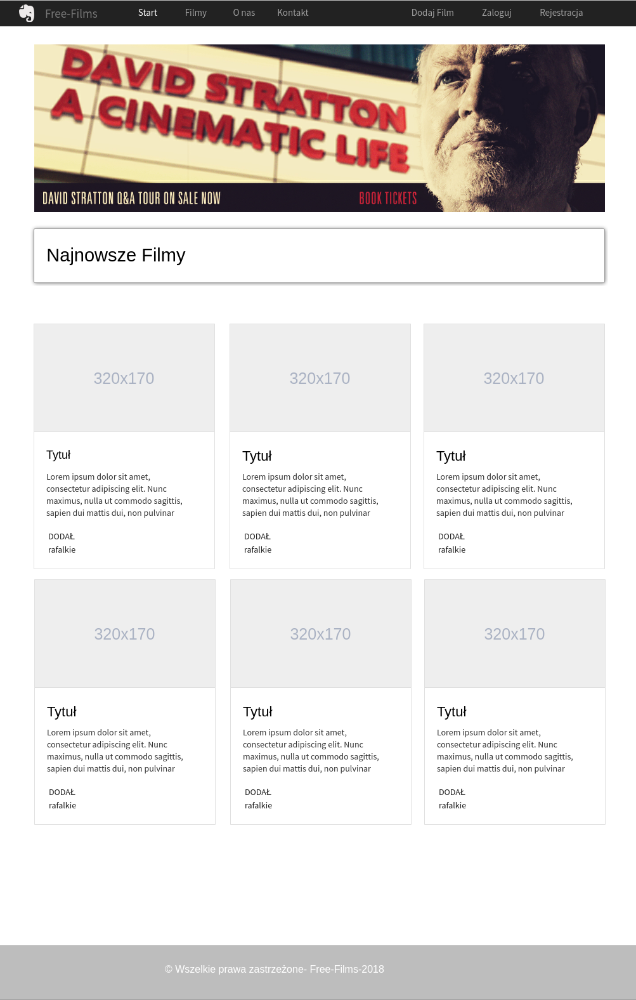 Free-Films Start Filmy O nas Kontakt Dodaj Film Zaloguj Rejestracja
DAVID STRATTON
A CINEMATIC LIFE
DAVID STRATTON Q&A TOUR ON SALE NOW BOOK TICKETS
Najnowsze Filmy
320x170
Tytuł
Lorem ipsum dolor sit amet,
consectetur adipiscing elit. Nunc
maximus, nulla ut commodo sagittis,
sapien dui mattis dui, non pulvinar
DODAŁ
rafalkie
320x170
Tytuł
Lorem ipsum dolor sit amet,
consectetur adipiscing elit. Nunc
maximus, nulla ut commodo sagittis,
sapien dui mattis dui, non pulvinar
DODAŁ
rafalkie
320x170
Tytuł
Lorem ipsum dolor sit amet,
consectetur adipiscing elit. Nunc
maximus, nulla ut commodo sagittis,
sapien dui mattis dui, non pulvinar
DODAŁ
rafalkie
320x170
Tytuł
Lorem ipsum dolor sit amet,
consectetur adipiscing elit. Nunc
maximus, nulla ut commodo sagittis,
sapien dui mattis dui, non pulvinar
DODAŁ
rafalkie
320x170
Tytuł
Lorem ipsum dolor sit amet,
consectetur adipiscing elit. Nunc
maximus, nulla ut commodo sagittis,
sapien dui mattis dui, non pulvinar
DODAŁ
rafalkie
320x170
Tytuł
Lorem ipsum dolor sit amet,
consectetur adipiscing elit. Nunc
maximus, nulla ut commodo sagittis,
sapien dui mattis dui, non pulvinar
DODAŁ
rafalkie
© Wszelkie prawa zastrzeżone- Free-Films-2018